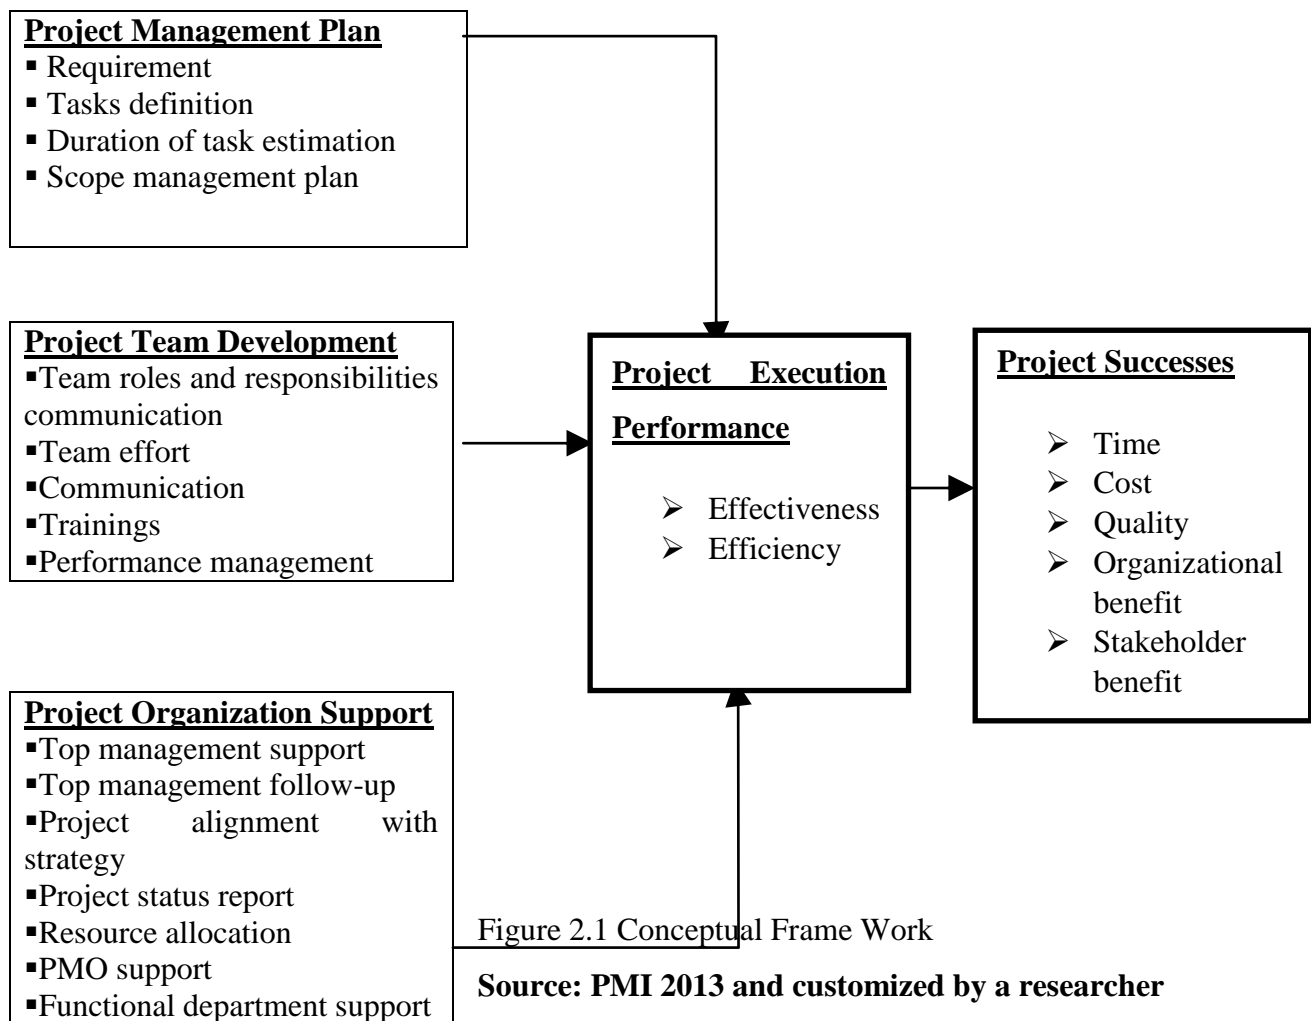 Project Management Plan
▪ Requirement
▪ Tasks definition
▪ Duration of task estimation
▪ Scope management plan
Project Team Development
▪Team roles and responsibilities
communication
▪Team effort
▪Communication
▪Trainings
▪Performance management
Project Organization Support
▪Top management support
▪Top management follow-up
▪Project alignment with
strategy
▪Project status report
▪Resource allocation
▪PMO support
▪Functional department support
Project Execution
Performance
➢ Effectiveness
➢ Efficiency
Project Successes
➢ Time
➢ Cost
➢ Quality
➢ Organizational
benefit
➢ Stakeholder
benefit
Figure 2.1 Conceptual Frame Work
Source: PMI 2013 and customized by a researcher